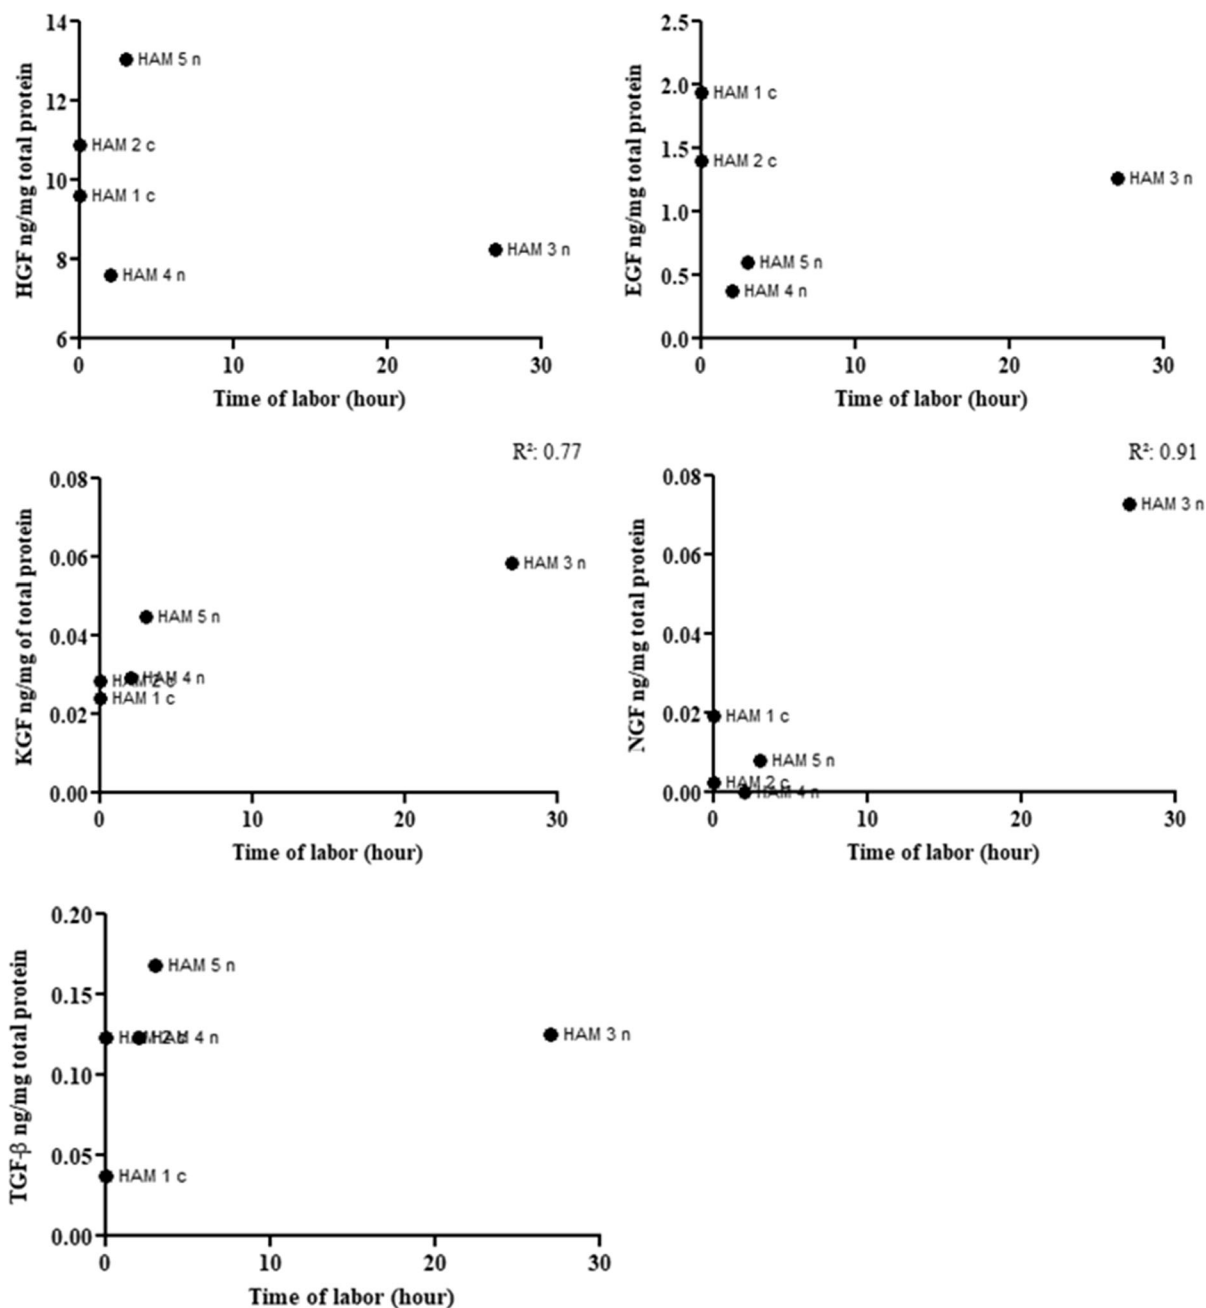 HGF ng/mg total protein
14
12
10
8
6
HAM 5 n
HAM 2 c
HAM 1 c
HAM 4 n
HAM 3 n
0 10 20 30
Time of labor (hour)
EGF ng/mg total protein
2.5
2.0
1.5
1.0
0.5
0.0
HAM 1 c
HAM 2 c
HAM 3 n
HAM 5 n
HAM 4 n
0 10 20 30
Time of labor (hour)
R²: 0.77
KGF ng/mg of total protein
0.08
0.06
0.04
0.02
0.00
HAM 3 n
HAM 5 n
HAM 2 c
HAM 4 n
HAM 1 c
0 10 20 30
Time of labor (hour)
R²: 0.91
NGF ng/mg total protein
0.08
0.06
0.04
0.02
0.00
HAM 3 n
HAM 1 c
HAM 5 n
HAM 2 c
HAM 4 n
0 10 20 30
Time of labor (hour)
TGF-β ng/mg total protein
0.20
0.15
0.10
0.05
0.00
HAM 5 n
HAM 2 c
HAM 4 n
HAM 3 n
HAM 1 c
0 10 20 30
Time of labor (hour)